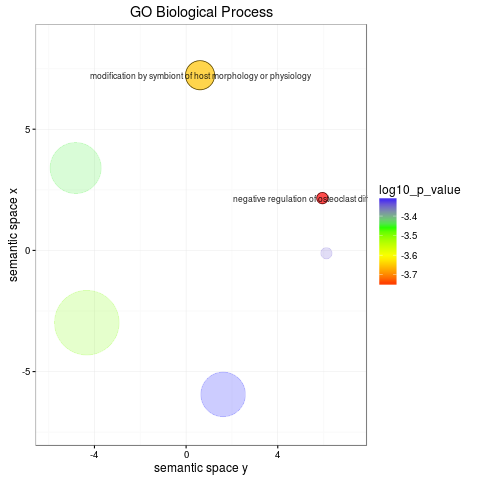 GO Biological Process
modification by symbiont of host morphology or physiology
negative regulation of osteoclast dif
semantic space x
5
0
-5
-4
0
4
semantic space y
log10_p_value
-3.4
-3.5
-3.6
-3.7